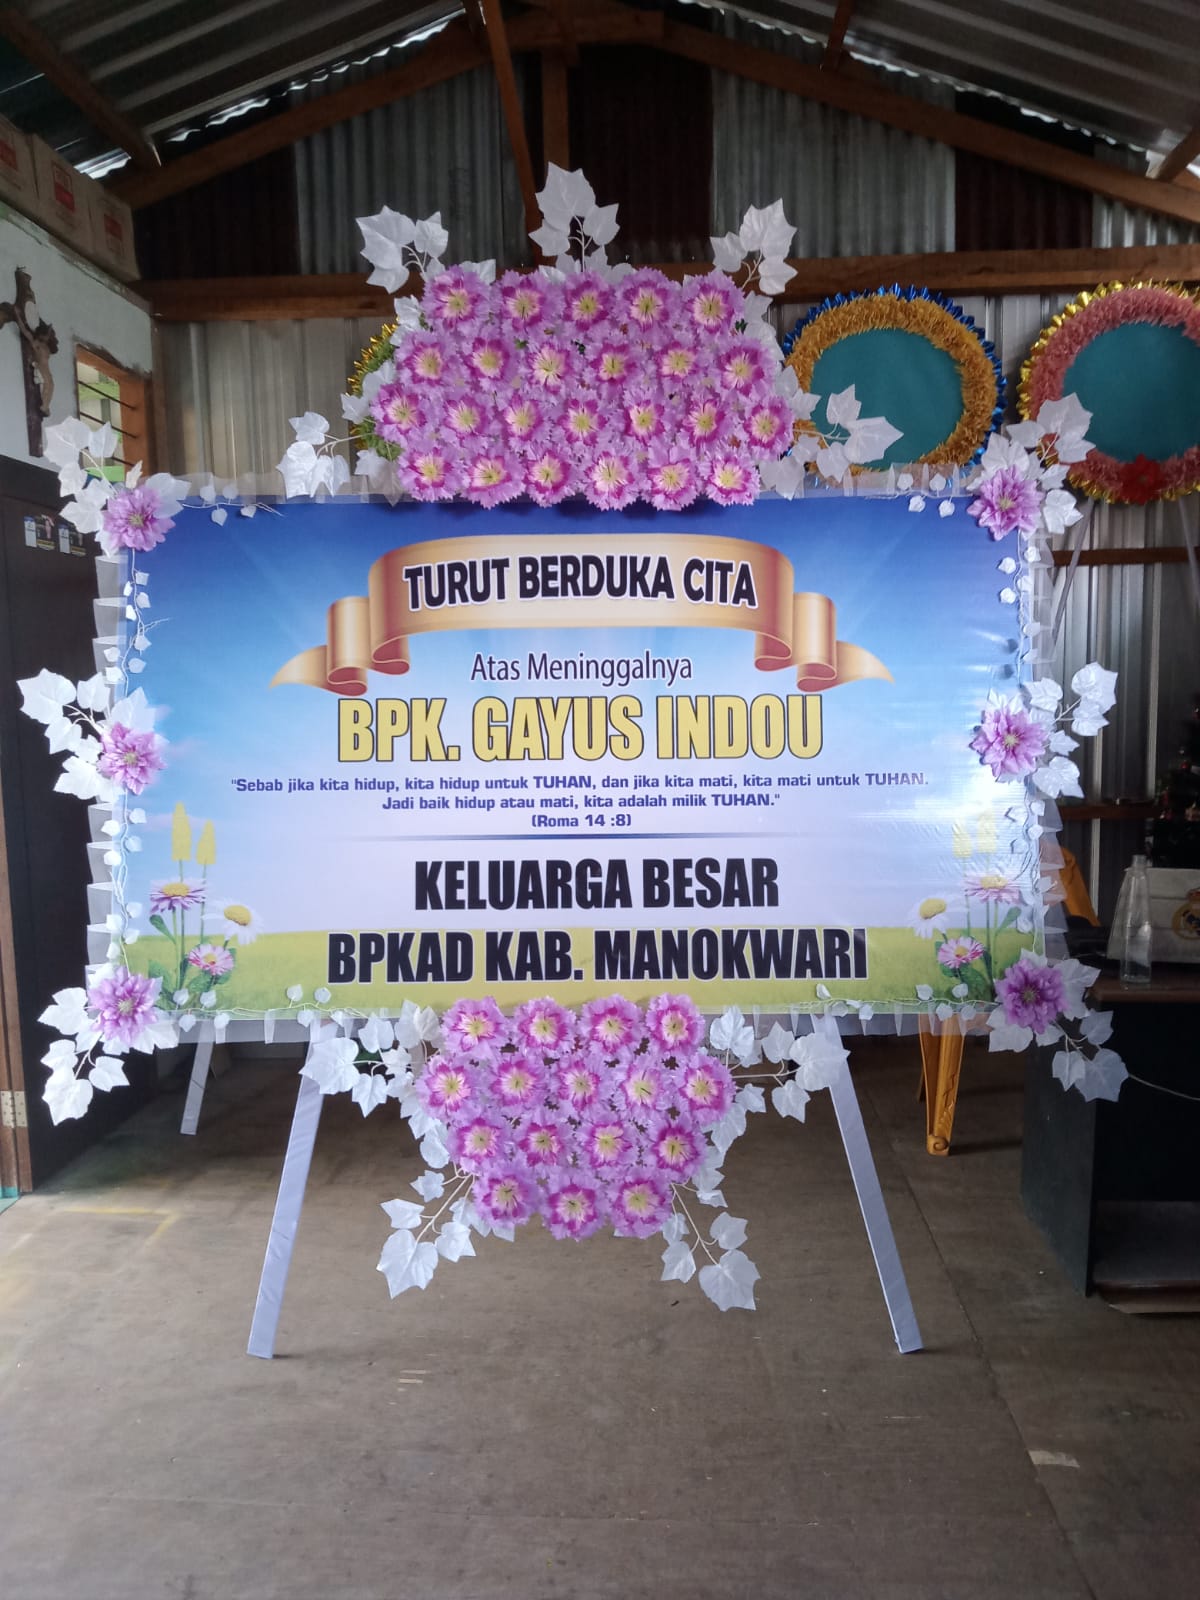 TURUT BERDUKA CITA
Atas Meninggalnya
BPK. GAYUS INDOU
"Sebab jika kita hidup, kita hidup untuk TUHAN, dan jika kita mati, kita mati untuk TUHAN.
Jadi baik hidup atau mati, kita adalah milik TUHAN."
(Roma 14 :8)
KELUARGA BESAR
BPKAD KAB. MANOKWARI